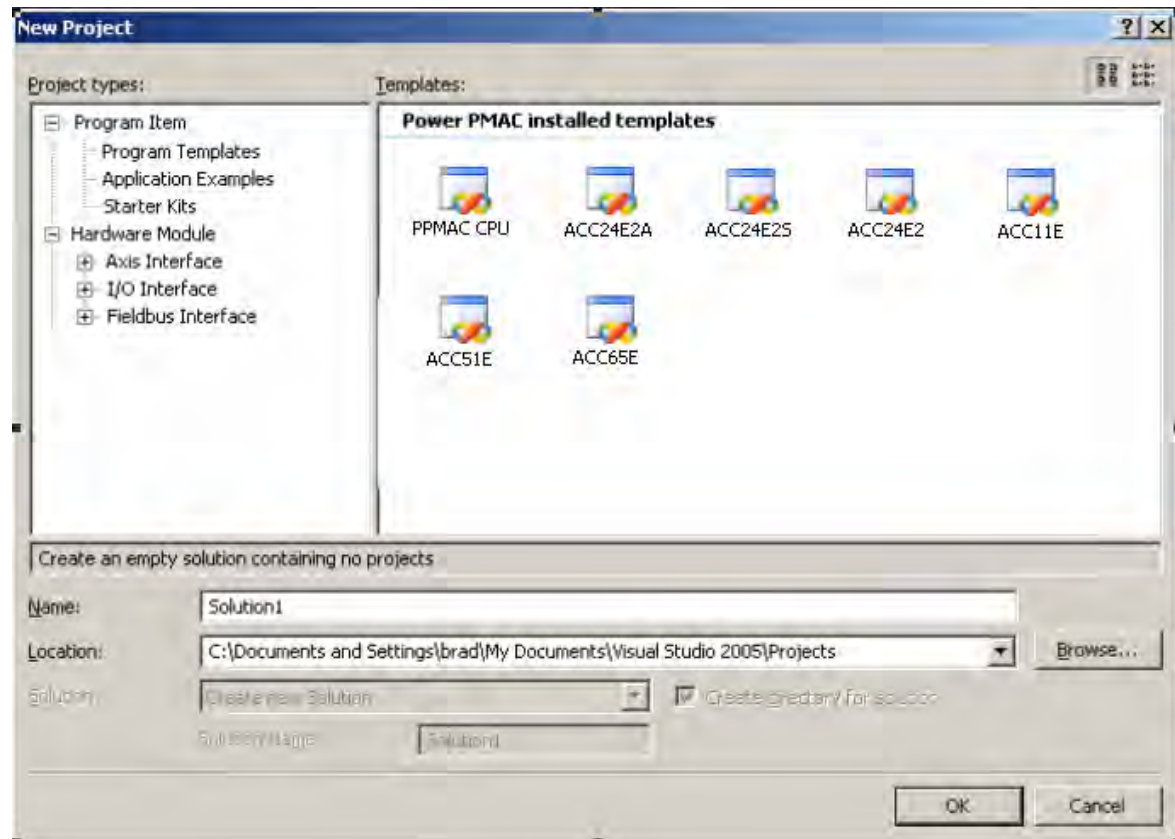 New Project
Project types:
Templates:
Program Item
Program Templates
Application Examples
Starter Kits
Hardware Module
Axis Interface
I/O Interface
Fieldbus Interface
Power PMAC installed templates
PPMAC CPU
ACC24E2A
ACC24E2S
ACC24E2
ACC11E
ACC51E
ACC65E
Create an empty solution containing no projects
Name:
Solution1
Location:
C:\Documents and Settings\brad\My Documents\Visual Studio 2005\Projects
Browse...
Solution
Create new Solution
Create directory for solution
Solution Name
Solution1
OK
Cancel